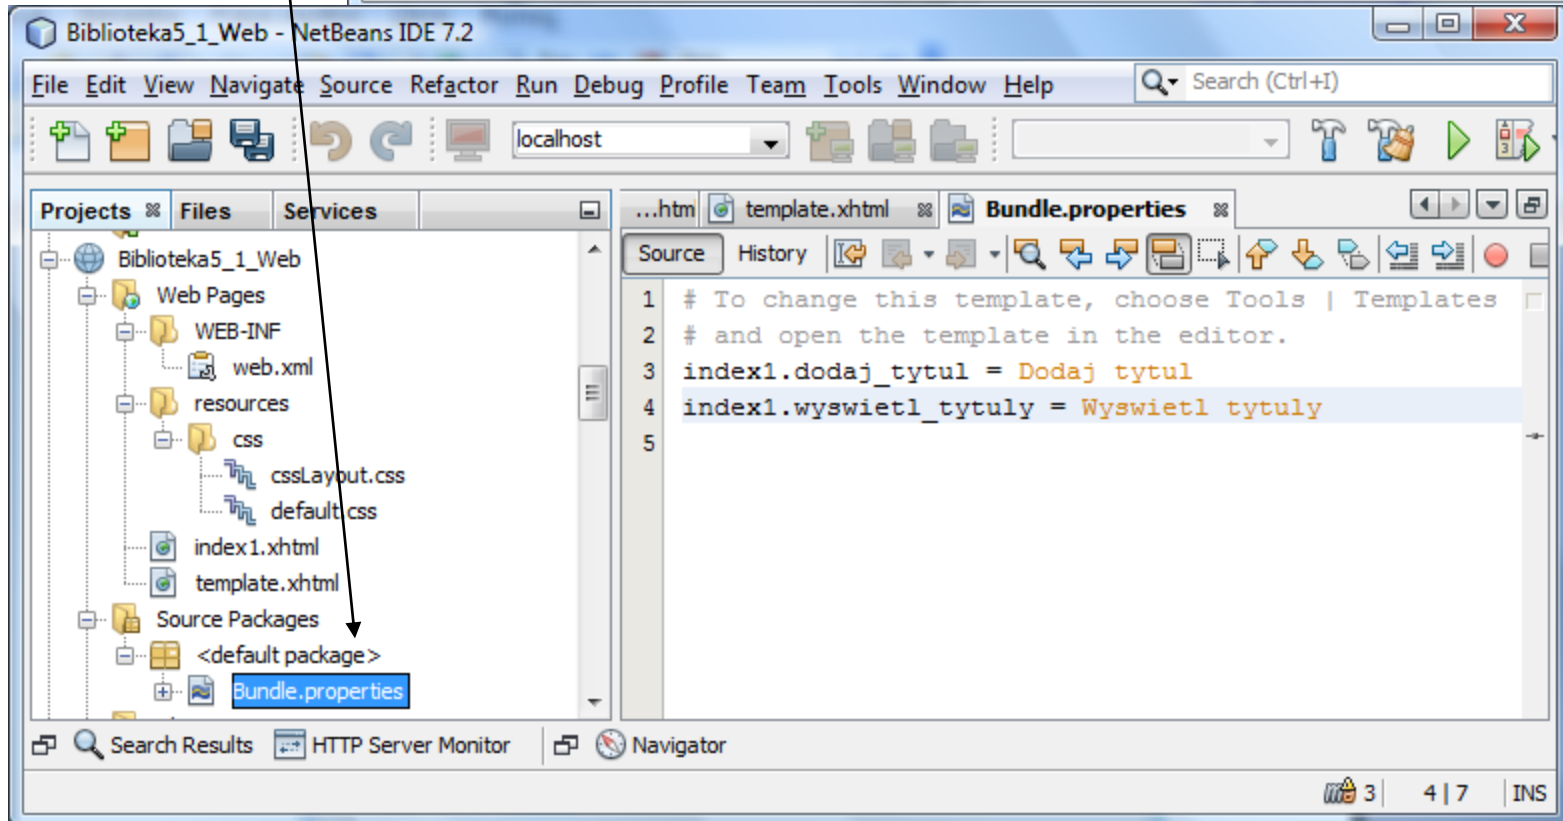 Biblioteka5_1_Web - NetBeans IDE 7.2
File Edit View Navigate Source Refactor Run Debug Profile Team Tools Window Help Search (Ctrl+I)
localhost
Projects Files Services
...htm template.xhtml Bundle.properties
Source History
Biblioteka5_1_Web
Web Pages
WEB-INF
web.xml
resources
css
cssLayout.css
default.css
index1.xhtml
template.xhtml
Source Packages
<default package>
Bundle.properties
1 # To change this template, choose Tools | Templates
2 # and open the template in the editor.
3 index1.dodaj_tytul = Dodaj tytul
4 index1.wyswietl_tytuly = Wyswietl tytuly
5
Search Results HTTP Server Monitor Navigator
3 4|7 INS